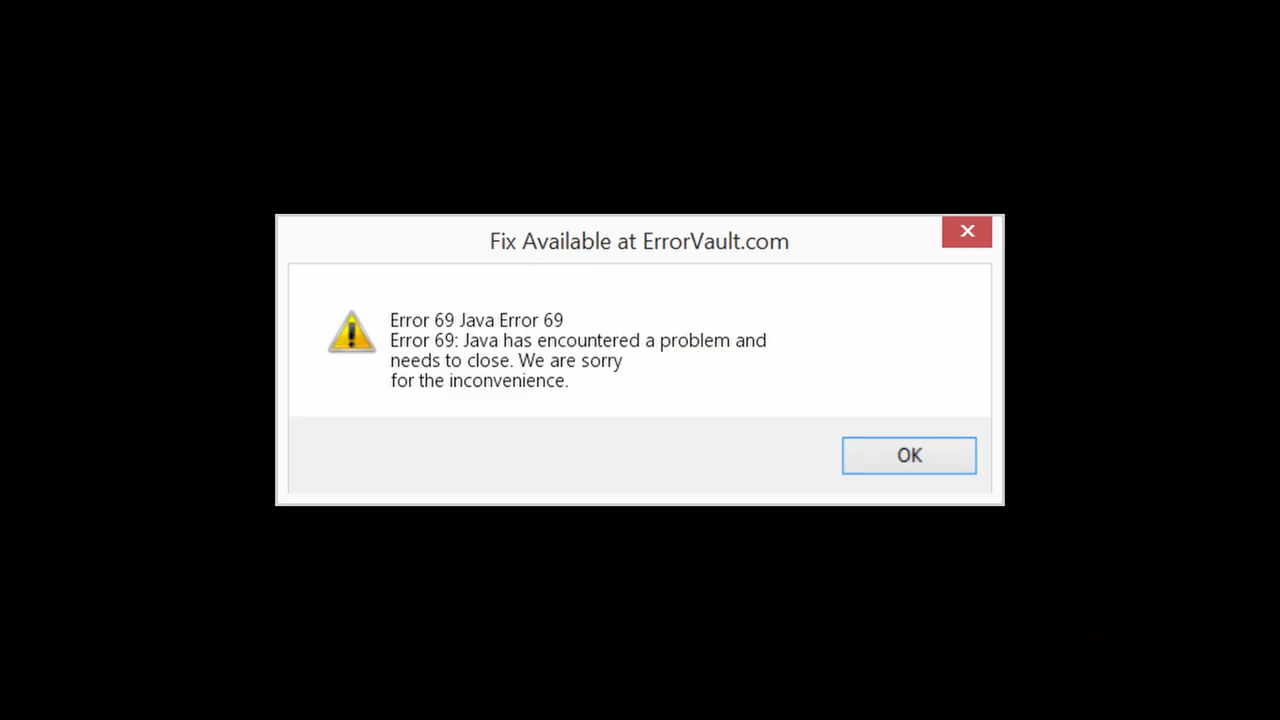 Fix Available at ErrorVault.com
Error 69 Java Error 69
Error 69: Java has encountered a problem and
needs to close. We are sorry
for the inconvenience.
OK